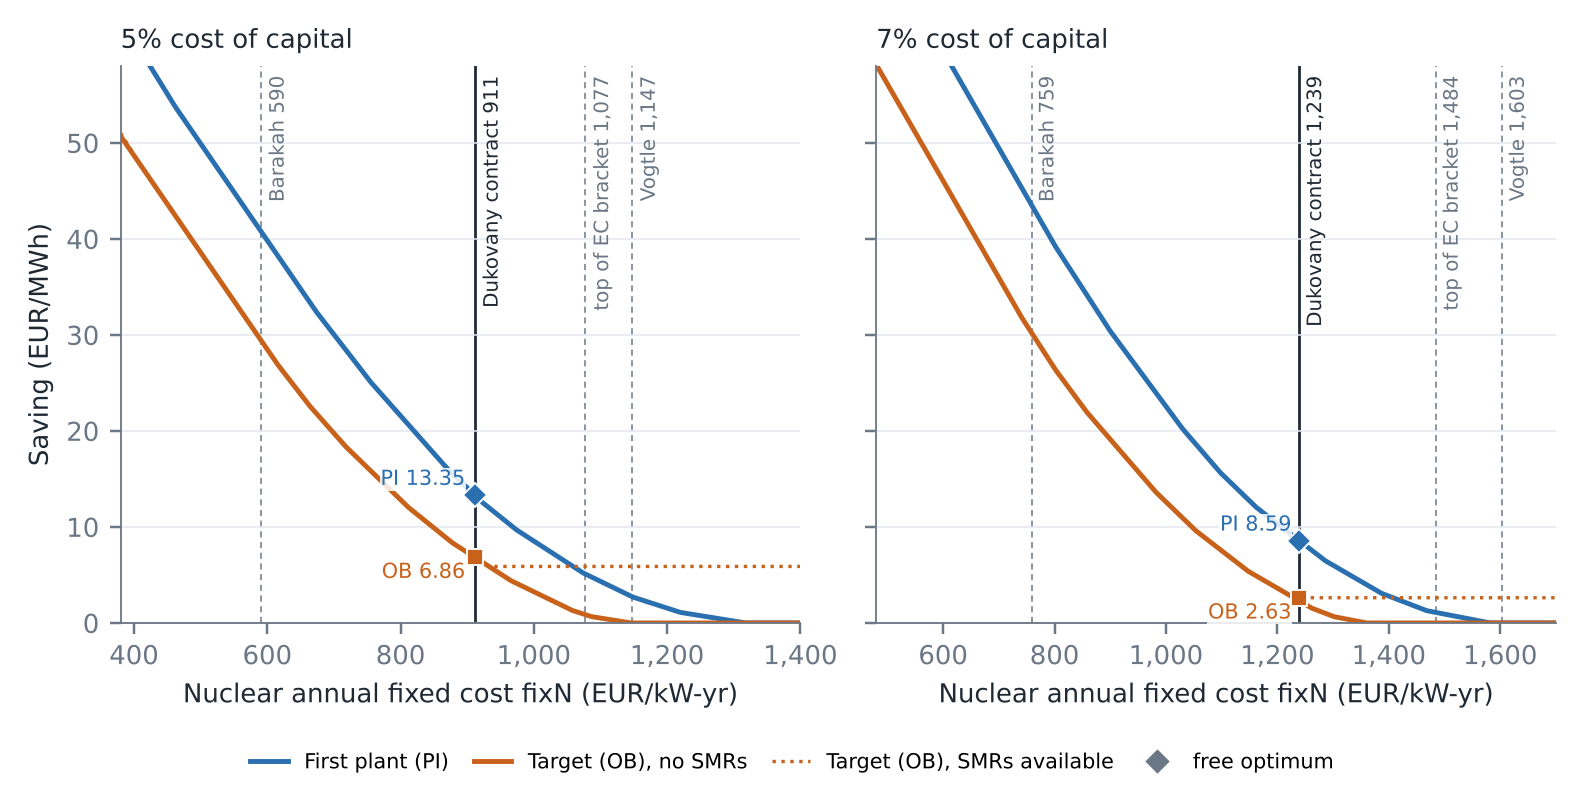 5% cost of capital
7% cost of capital
Saving (EUR/MWh)
50
40
30
20
10
0
Barakah 590
Dukovany contract 911
top of EC bracket 1,077
Vogtle 1,147
PI 13.35
OB 6.86
400
600
800
1,000
1,200
1,400
Nuclear annual fixed cost fixN (EUR/kW-yr)
Barakah 759
Dukovany contract 1,239
top of EC bracket 1,484
Vogtle 1,603
PI 8.59
OB 2.63
600
800
1,000
1,200
1,400
1,600
Nuclear annual fixed cost fixN (EUR/kW-yr)
First plant (PI)
Target (OB), no SMRs
Target (OB), SMRs available
free optimum